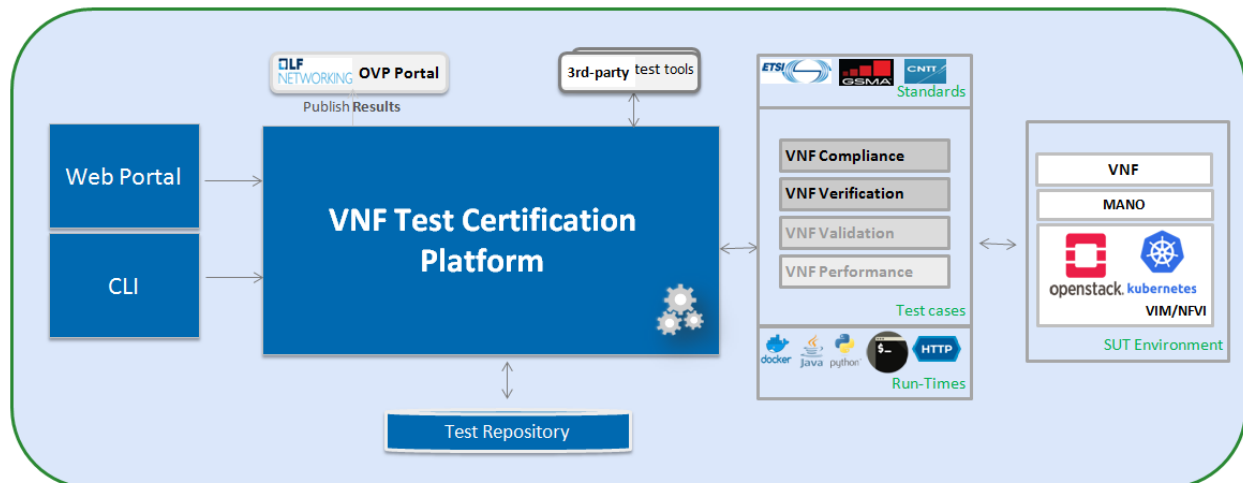 LF
NETWORKING
OVP Portal
Publish Results
3rd-party test tools
ETSI
GSMA
CNTT
Standards
Web Portal
CLI
VNF Test Certification
Platform
VNF Compliance
VNF Verification
VNF Validation
VNF Performance
Test cases
docker
Java
python
$_
HTTP
Run-Times
VNF
MANO
openstack.
kubernetes
VIM/NFVI
SUT Environment
Test Repository